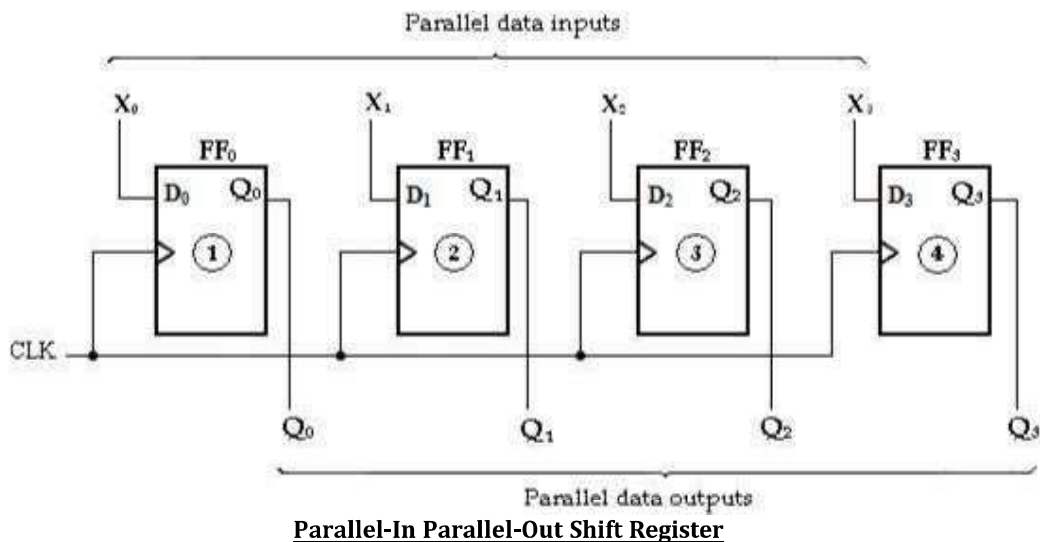 Parallel data inputs
X₀ X₁ X₂ X₃
FF₀ FF₁ FF₂ FF₃
D₀ Q₀ D₁ Q₁ D₂ Q₂ D₃ Q₃
1 2 3 4
CLK
Q₀ Q₁ Q₂ Q₃
Parallel data outputs
Parallel-In Parallel-Out Shift Register